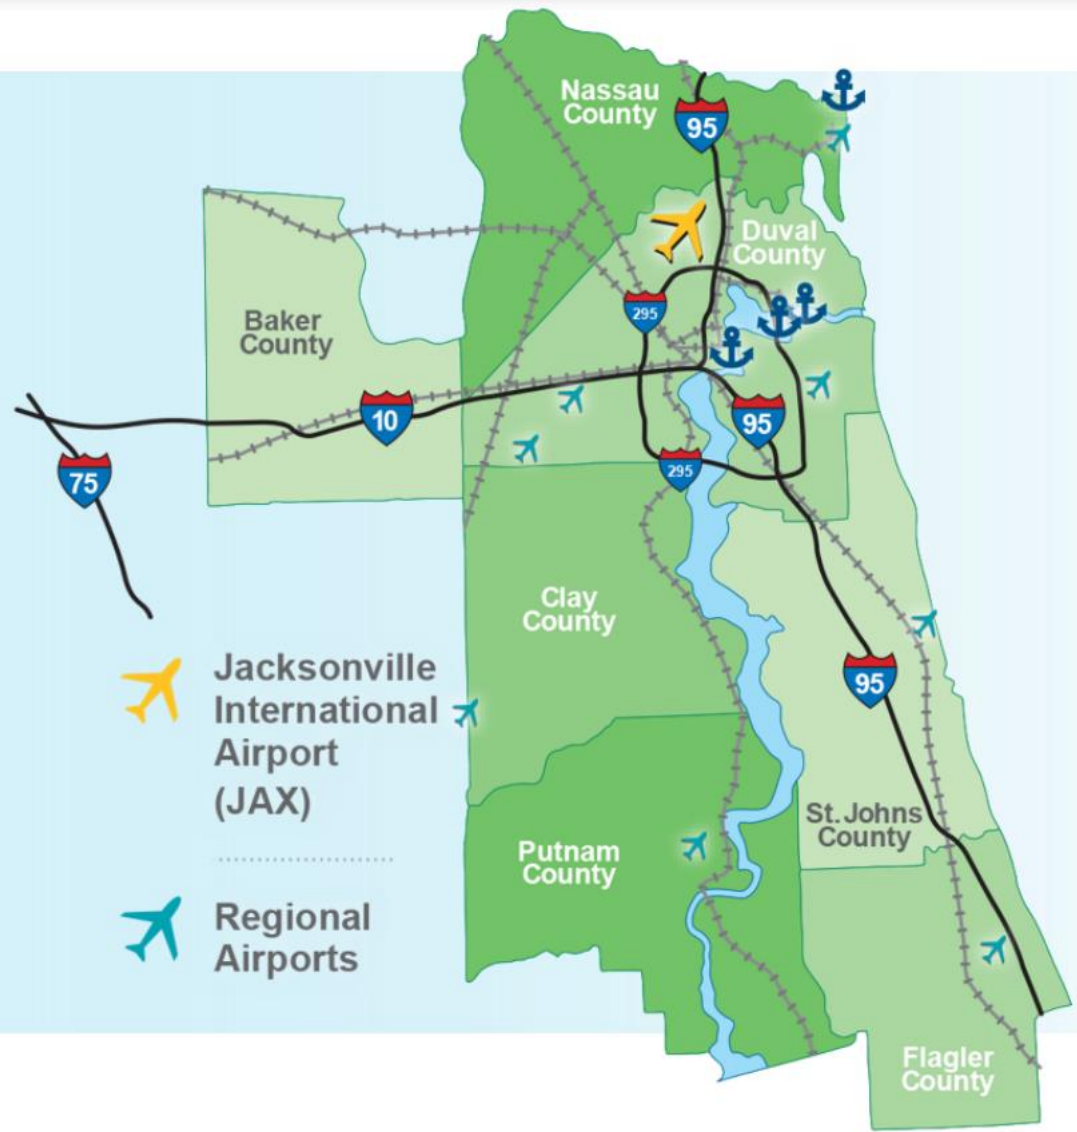 Nassau
County
95
Duval
County
295
Baker
County
10
95
75
295
Clay
County
Jacksonville
International
Airport
(JAX)
95
St. Johns
County
Putnam
County
Regional
Airports
Flagler
County